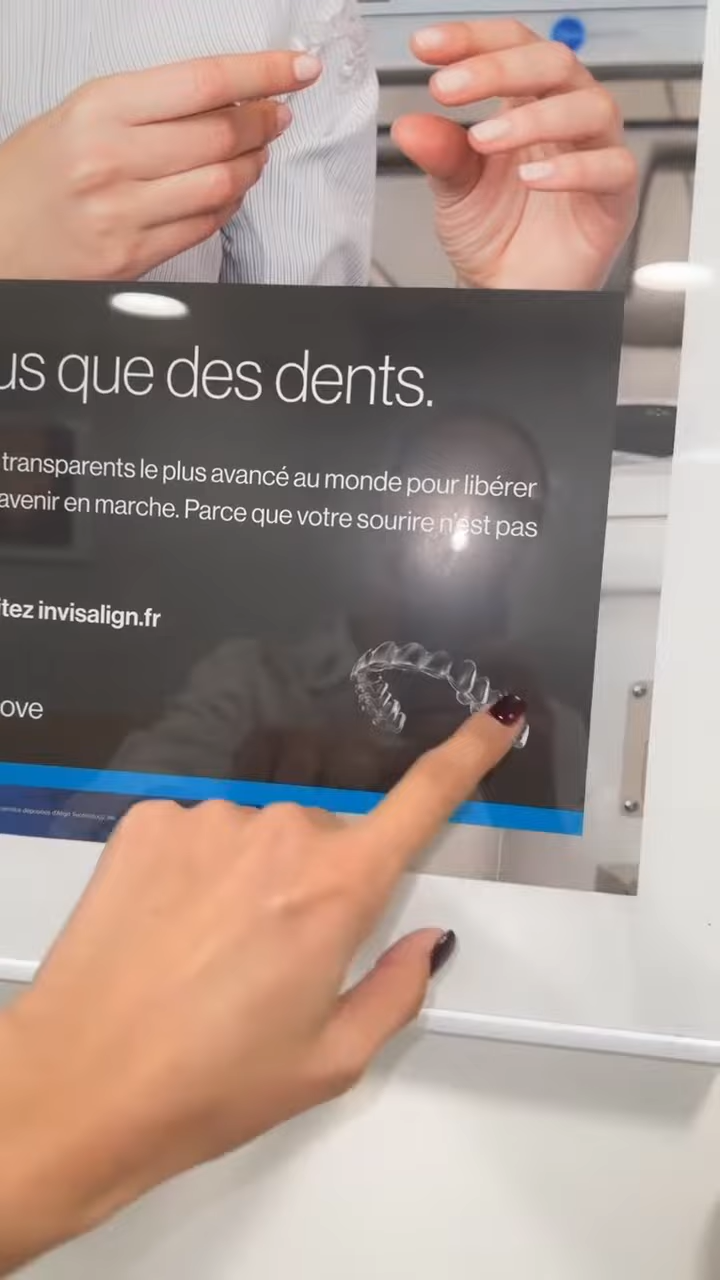 us que des dents.
transparents le plus avancé au monde pour libérer
avenir en marche. Parce que votre sourire n'est pas
itez invisalign.fr
ove